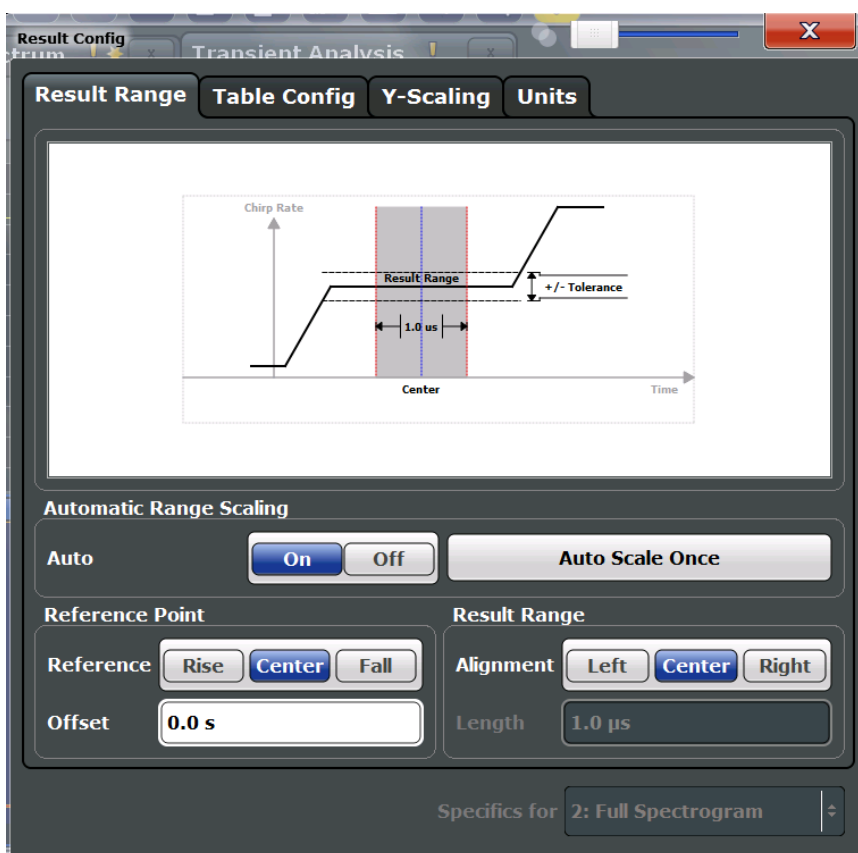 Result Config
trum
Transient Analysis
x
x
X
Result Range
Table Config
Y-Scaling
Units
Chirp Rate
Result Range
+/- Tolerance
1.0 us
Center
Time
Automatic Range Scaling
Auto
On
Off
Auto Scale Once
Reference Point
Result Range
Reference
Rise
Center
Fall
Alignment
Left
Center
Right
Offset
0.0 s
Length
1.0 µs
Specifics for
2: Full Spectrogram